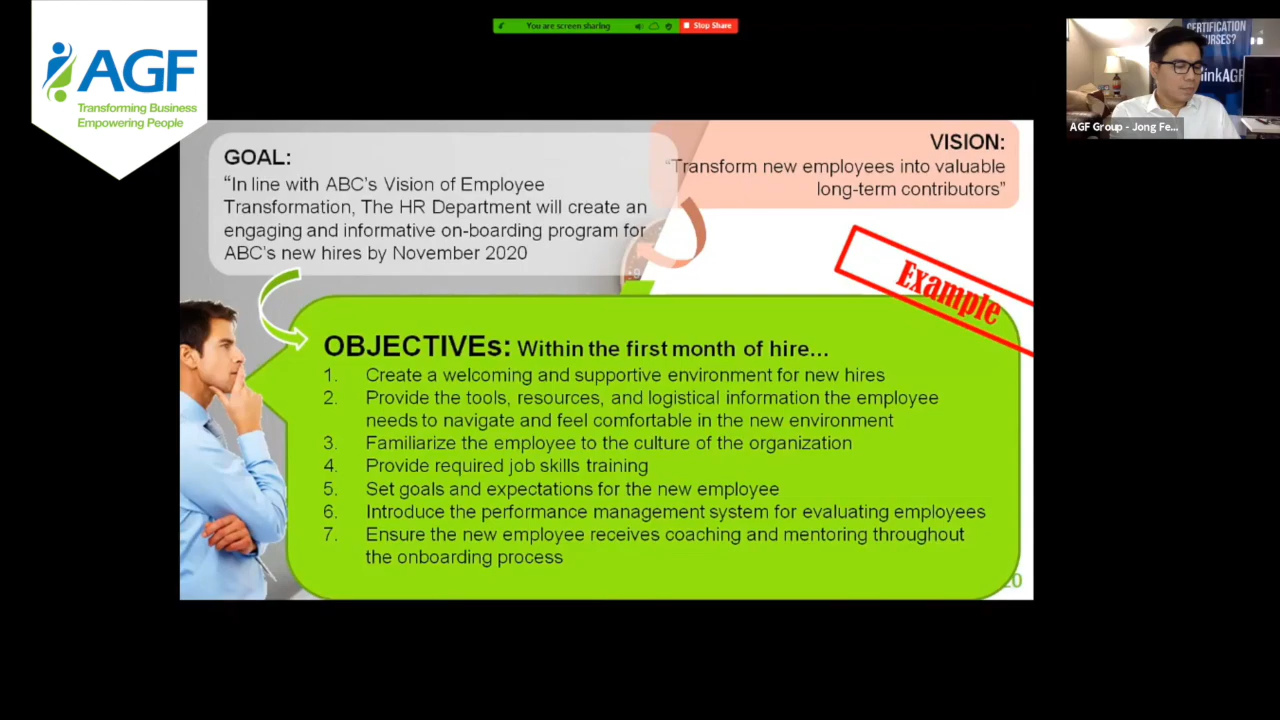 AGF
Transforming Business
Empowering People
You are screen sharing
Stop Share
CERTIFICATION
hinkAGF
AGF Group - Jong Fe...
GOAL:
“In line with ABC’s Vision of Employee
Transformation, The HR Department will create an
engaging and informative on-boarding program for
ABC’s new hires by November 2020
VISION:
“Transform new employees into valuable
long-term contributors”
Example
OBJECTIVEs: Within the first month of hire...
1. Create a welcoming and supportive environment for new hires
2. Provide the tools, resources, and logistical information the employee
needs to navigate and feel comfortable in the new environment
3. Familiarize the employee to the culture of the organization
4. Provide required job skills training
5. Set goals and expectations for the new employee
6. Introduce the performance management system for evaluating employees
7. Ensure the new employee receives coaching and mentoring throughout
the onboarding process